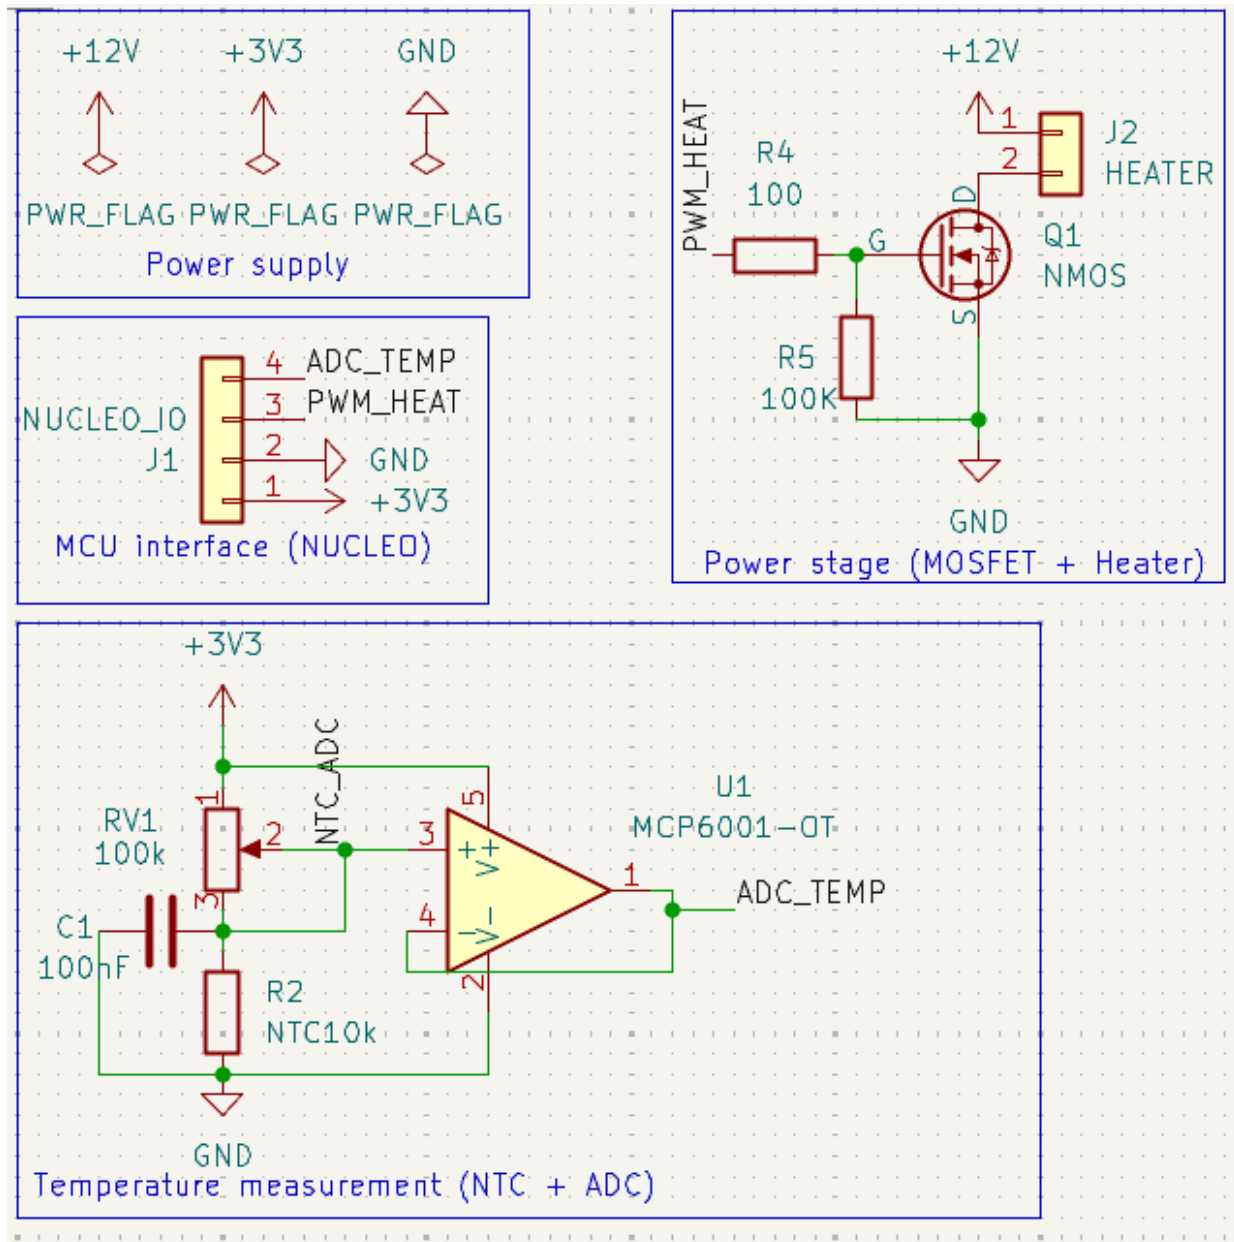 +12V
+3V3
GND
PWR_FLAG
PWR_FLAG
PWR_FLAG
Power supply
+12V
PWM_HEAT
R4
100
1
2
J2
HEATER
D
G
S
Q1
NMOS
R5
100K
GND
Power stage (MOSFET + Heater)
4
ADC_TEMP
3
PWM_HEAT
NUCLEO_IO
J1
2
GND
1
+3V3
MCU interface (NUCLEO)
+3V3
NTC_ADC
1
RV1
100k
2
3
C1
100nF
R2
NTC10k
5
U1
MCP6001-OT
3
+
V+
1
ADC_TEMP
4
-
V-
2
GND
Temperature measurement (NTC + ADC)